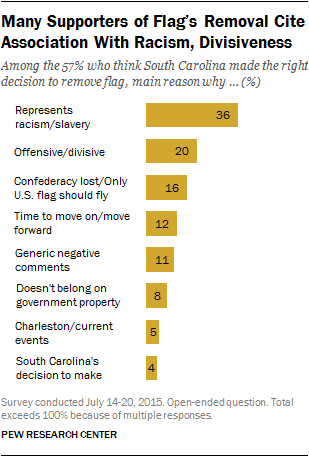 Many Supporters of Flag's Removal Cite
Association With Racism, Divisiveness
Among the 57% who think South Carolina made the right
decision to remove flag, main reason why ... (%)
Represents
racism/slavery
36
Offensive/divisive
20
Confederacy lost/Only
U.S. flag should fly
16
Time to move on/move
forward
12
Generic negative
comments
11
Doesn't belong on
government property
8
Charleston/current
events
5
South Carolina's
decision to make
4
Survey conducted July 14-20, 2015. Open-ended question. Total
exceeds 100% because of multiple responses.
PEW RESEARCH CENTER